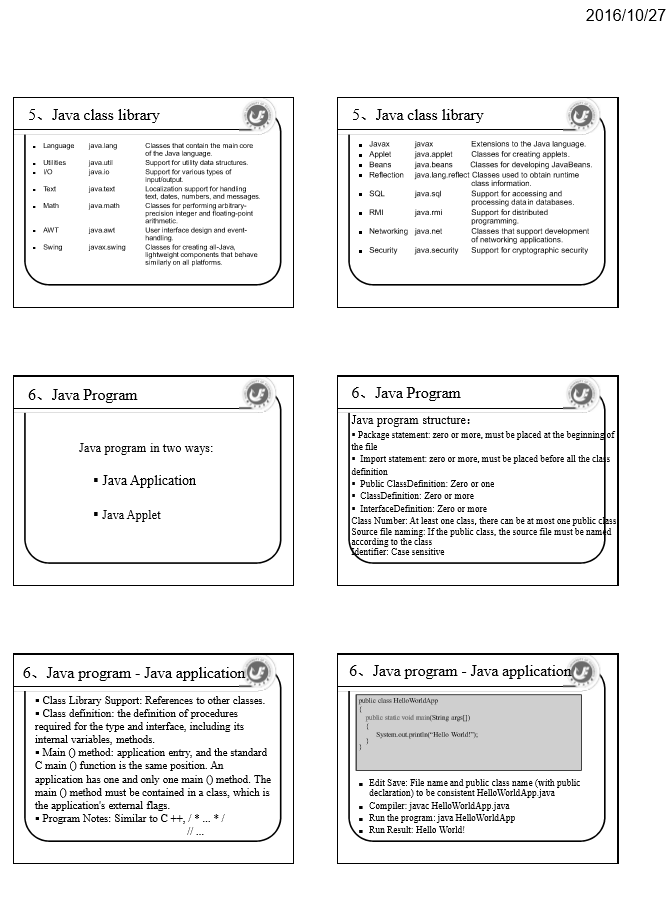 2016/10/27
5、Java class library
▪ Language java.lang Classes that contain the main core
of the Java language.
▪ Utilities java.util Support for utility data structures.
▪ I/O java.io Support for various types of
input/output.
▪ Text java.text Localization support for handling
text, dates, numbers, and messages.
▪ Math java.math Classes for performing arbitrary-
precision integer and floating-point
arithmetic.
▪ AWT java.awt User interface design and event-
handling.
▪ Swing javax.swing Classes for creating all-Java,
lightweight components that behave
similarly on all platforms.
5、Java class library
▪ Javax javax Extensions to the Java language.
▪ Applet java.applet Classes for creating applets.
▪ Beans java.beans Classes for developing JavaBeans.
▪ Reflection java.lang.reflect Classes used to obtain runtime
class information.
▪ SQL java.sql Support for accessing and
processing data in databases.
▪ RMI java.rmi Support for distributed
programming.
▪ Networking java.net Classes that support development
of networking applications.
▪ Security java.security Support for cryptographic security
6、Java Program
Java program in two ways:
▪ Java Application
▪ Java Applet
6、Java Program
Java program structure：
▪ Package statement: zero or more, must be placed at the beginning of
the file
▪ Import statement: zero or more, must be placed before all the class
definition
▪ Public ClassDefinition: Zero or one
▪ ClassDefinition: Zero or more
▪ InterfaceDefinition: Zero or more
Class Number: At least one class, there can be at most one public class
Source file naming: If the public class, the source file must be named
according to the class
Identifier: Case sensitive
6、Java program - Java application
▪ Class Library Support: References to other classes.
▪ Class definition: the definition of procedures
required for the type and interface, including its
internal variables, methods.
▪ Main () method: application entry, and the standard
C main () function is the same position. An
application has one and only one main () method. The
main () method must be contained in a class, which is
the application's external flags.
▪ Program Notes: Similar to C ++, / * ... * /
// ...
6、Java program - Java application
public class HelloWorldApp
{
public static void main(String args[])
{
System.out.println("Hello World!");
}
}
▪ Edit Save: File name and public class name (with public
declaration) to be consistent HelloWorldApp.java
▪ Compiler: javac HelloWorldApp.java
▪ Run the program: java HelloWorldApp
▪ Run Result: Hello World!